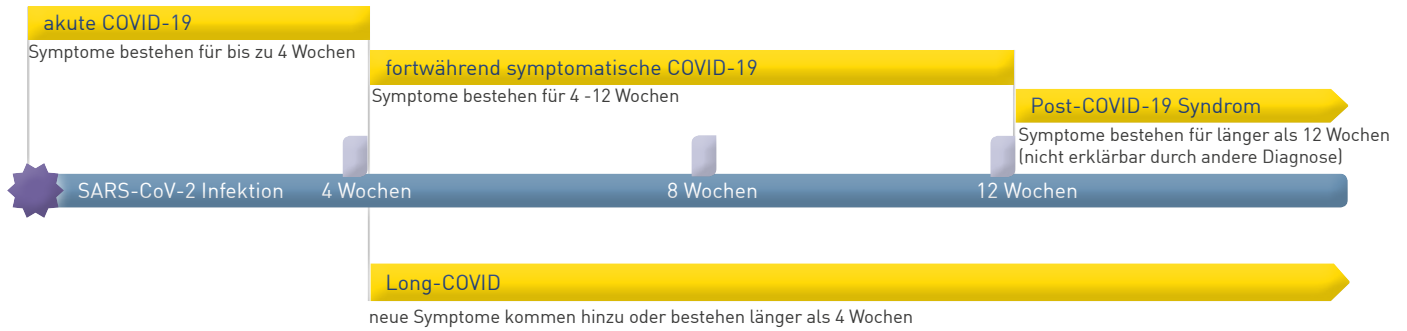 akute COVID-19
Symptome bestehen für bis zu 4 Wochen
fortwährend symptomatische COVID-19
Symptome bestehen für 4 -12 Wochen
Post-COVID-19 Syndrom
Symptome bestehen für länger als 12 Wochen
(nicht erklärbar durch andere Diagnose)
SARS-CoV-2 Infektion 4 Wochen 8 Wochen 12 Wochen
Long-COVID
neue Symptome kommen hinzu oder bestehen länger als 4 Wochen